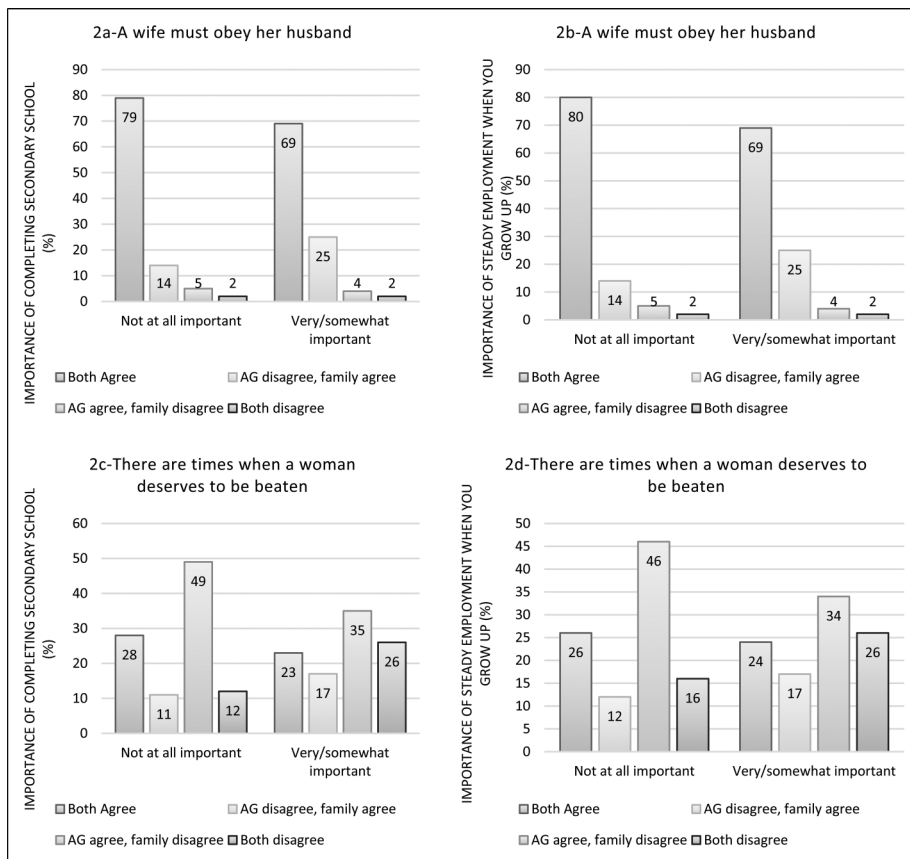 2a-A wife must obey her husband
IMPORTANCE OF COMPLETING SECONDARY SCHOOL
(%)
90
80
70
60
50
40
30
20
10
0
79
14
5
2
69
25
4
2
Not at all important
Very/somewhat
important
Both Agree
AG disagree, family agree
AG agree, family disagree
Both disagree
2b-A wife must obey her husband
IMPORTANCE OF STEADY EMPLOYMENT WHEN YOU
GROW UP (%)
90
80
70
60
50
40
30
20
10
0
80
14
5
2
69
25
4
2
Not at all important
Very/somewhat important
Both Agree
AG disagree, family agree
AG agree, family disagree
Both disagree
2c-There are times when a woman
deserves to be beaten
IMPORTANCE OF COMPLETING SECONDARY SCHOOL
(%)
60
50
40
30
20
10
0
28
11
49
12
23
17
35
26
Not at all important
Very/somewhat
important
Both Agree
AG disagree, family agree
AG agree, family disagree
Both disagree
2d-There are times when a woman deserves to
be beaten
IMPORTANCE OF STEADY EMPLOYMENT WHEN YOU
GROW UP (%)
50
45
40
35
30
25
20
15
10
5
0
26
12
46
16
24
17
34
26
Not at all important
Very/somewhat important
Both Agree
AG disagree, family agree
AG agree, family disagree
Both disagree